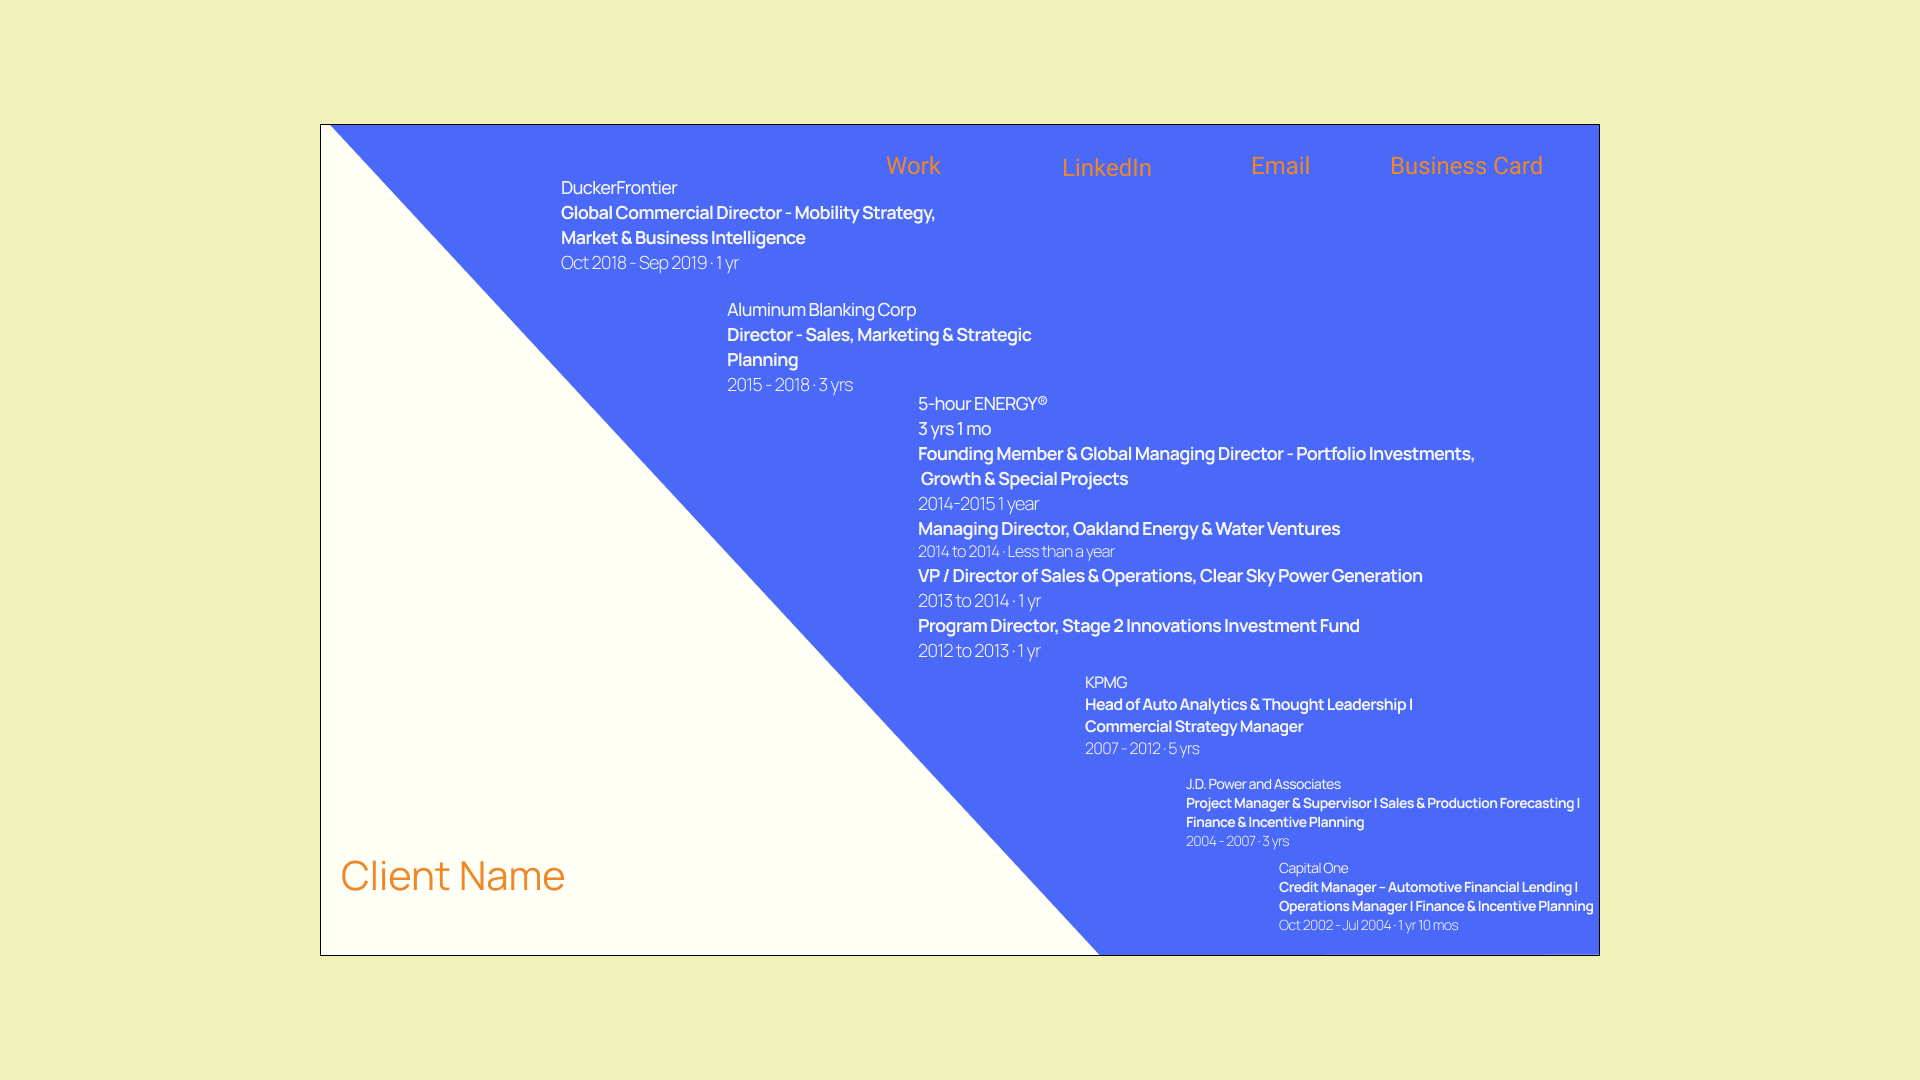 Work
LinkedIn
Email
Business Card
DuckerFrontier
Global Commercial Director - Mobility Strategy,
Market & Business Intelligence
Oct 2018 - Sep 2019 · 1 yr
Aluminum Blanking Corp
Director - Sales, Marketing & Strategic
Planning
2015 - 2018 · 3 yrs
5-hour ENERGY®
3 yrs 1 mo
Founding Member & Global Managing Director - Portfolio Investments,
Growth & Special Projects
2014-2015 1 year
Managing Director, Oakland Energy & Water Ventures
2014 to 2014 · Less than a year
VP / Director of Sales & Operations, Clear Sky Power Generation
2013 to 2014 · 1 yr
Program Director, Stage 2 Innovations Investment Fund
2012 to 2013 · 1 yr
KPMG
Head of Auto Analytics & Thought Leadership |
Commercial Strategy Manager
2007 - 2012 · 5 yrs
J.D. Power and Associates
Project Manager & Supervisor | Sales & Production Forecasting |
Finance & Incentive Planning
2004 - 2007 · 3 yrs
Capital One
Credit Manager – Automotive Financial Lending |
Operations Manager | Finance & Incentive Planning
Oct 2002 - Jul 2004 · 1 yr 10 mos
Client Name